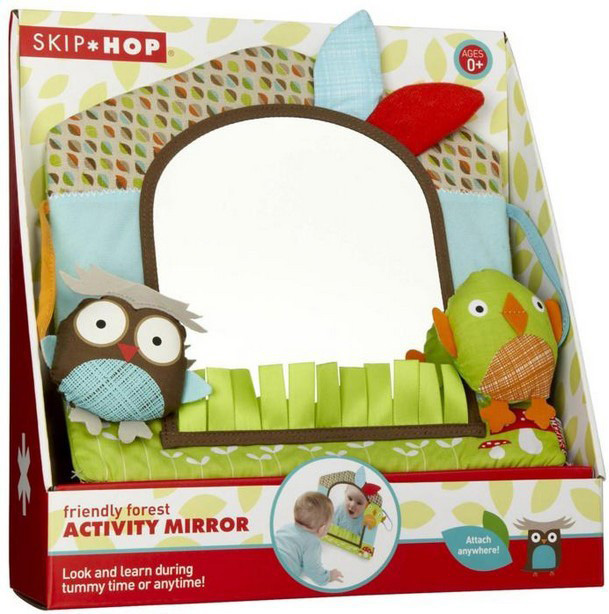 SKIP*HOP®
AGES
0+
friendly forest
ACTIVITY MIRROR
Look and learn during
tummy time or anytime!
Attach
anywhere!